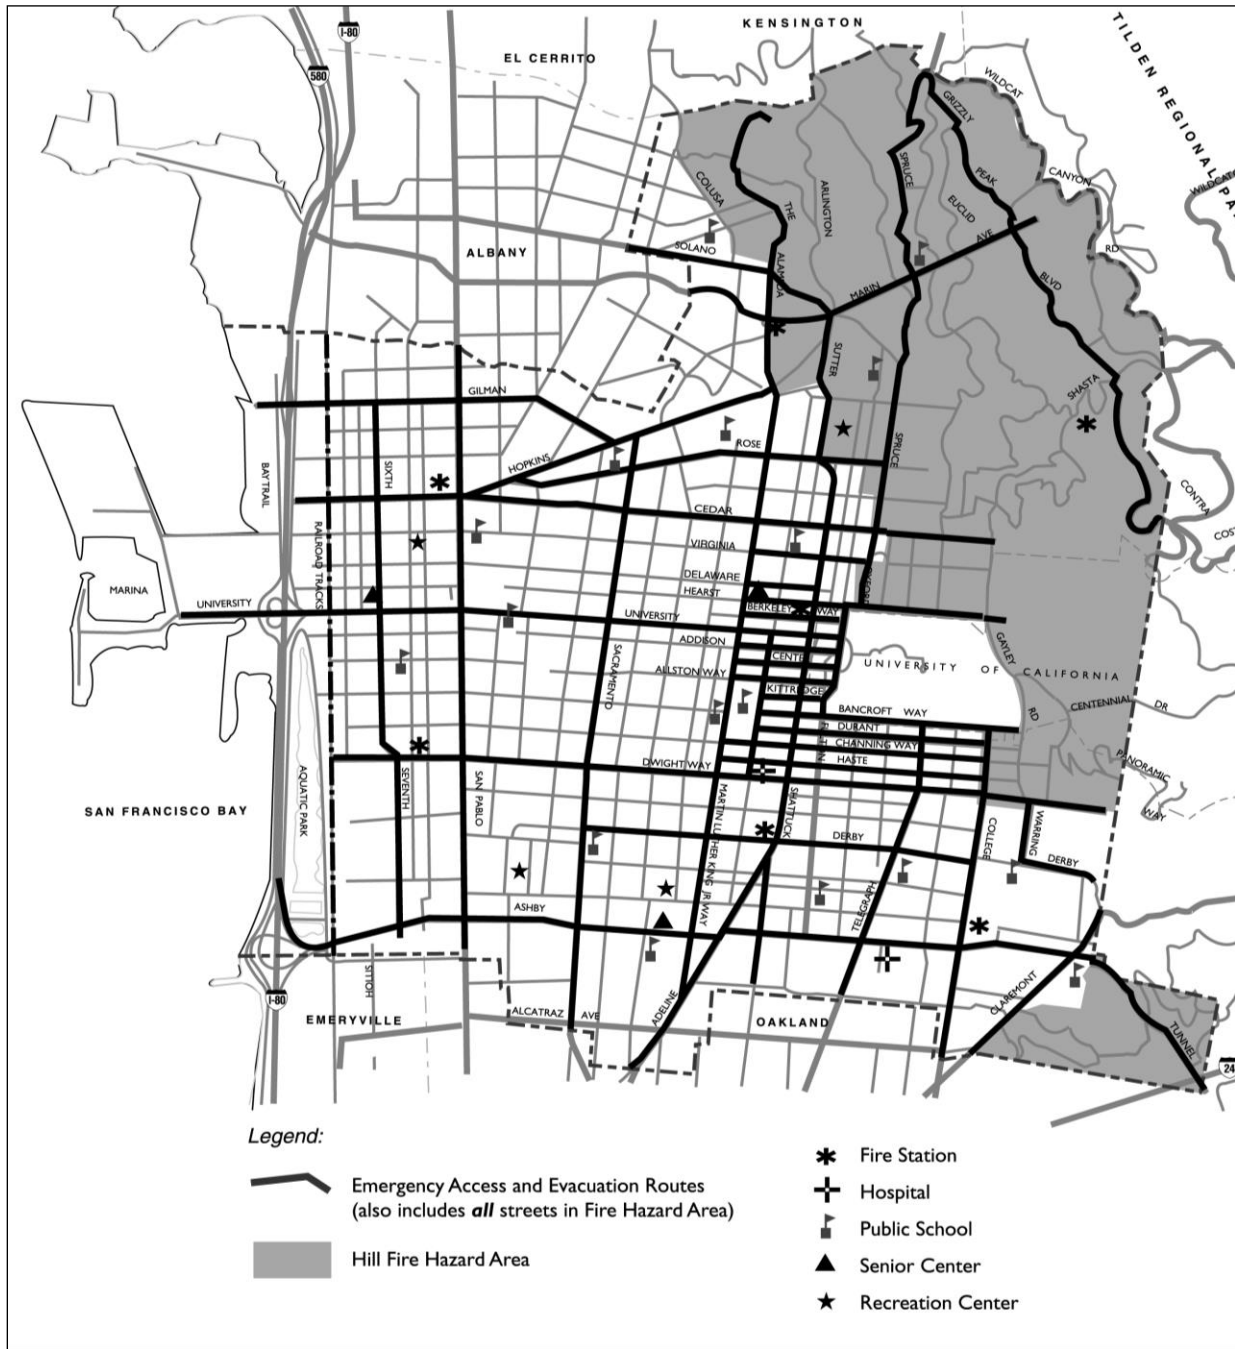 KENSINGTON
I-80
EL CERRITO
580
TILDEN REGIONAL PA
WILDCAT
GRIZZLY
PEAK
CANYON
RD
WILDCAT
SPRUCE
COLUSA
THE
ARLINGTON
EUCLID
SOLANO
AVE
ALBANY
ALAMEDA
MARIN
BLVD
SUTTER
SHASTA
GILMAN
ROSE
SPRUCE
HOPKINS
BAY TRAIL
SIXTH
CONTRA
COS
CEDAR
RAILROAD TRACKS
VIRGINIA
DELAWARE
HEARST
OXFORD
MARINA
UNIVERSITY
BERKELEY WAY
UNIVERSITY
ADDISON
GAYLEY
RD
CENTER
UNIVERSITY OF CALIFORNIA
SACRAMENTO
ALLSTON WAY
KITTREDGE
CENTENNIAL DR
BANCROFT WAY
DURANT
FULTON
CHANNING WAY
HASTE
PANORAMIC
WAY
DWIGHT WAY
AQUATIC PARK
SEVENTH
SAN PABLO
SAN FRANCISCO BAY
MARTIN LUTHER KING JR WAY
SHATTUCK
COLLEGE
WARRING
DERBY
DERBY
TELEGRAPH
ASHBY
HOLLIS
I-80
CLAREMONT
EMERYVILLE
ALCATRAZ AVE
ADELINE
OAKLAND
TUNNEL
24
Legend:
Emergency Access and Evacuation Routes
(also includes all streets in Fire Hazard Area)
Hill Fire Hazard Area
Fire Station
Hospital
Public School
Senior Center
Recreation Center